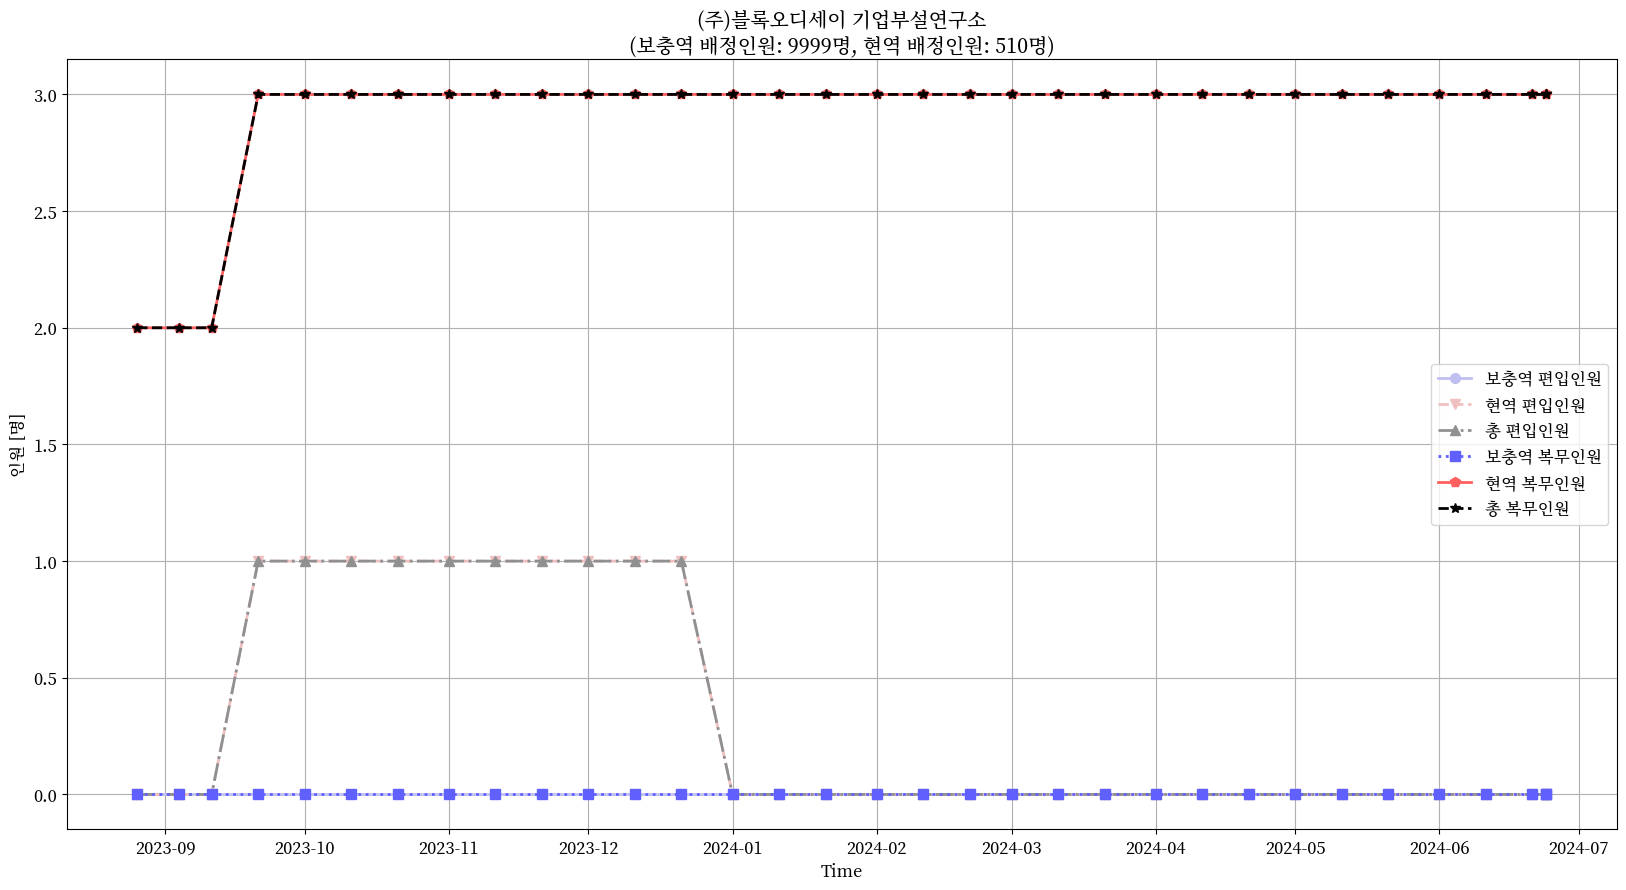 (주)블록오디세이 기업부설연구소
(보충역 배정인원: 9999명, 현역 배정인원: 510명)
3.0
2.5
2.0
1.5
1.0
0.5
0.0
인원 [명]
보충역 편입인원
현역 편입인원
총 편입인원
보충역 복무인원
현역 복무인원
총 복무인원
2023-09 2023-10 2023-11 2023-12 2024-01 2024-02 2024-03 2024-04 2024-05 2024-06 2024-07
Time